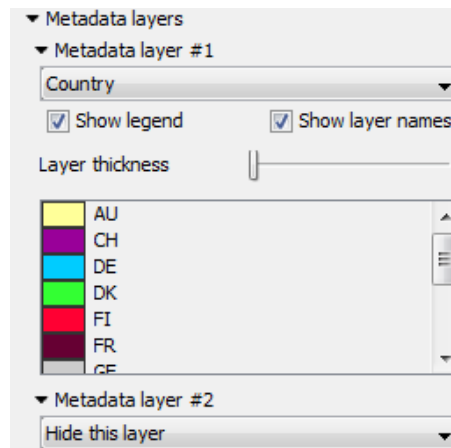 Metadata layers
Metadata layer #1
Country
Show legend Show layer names
Layer thickness
AU
CH
DE
DK
FI
FR
GE
Metadata layer #2
Hide this layer